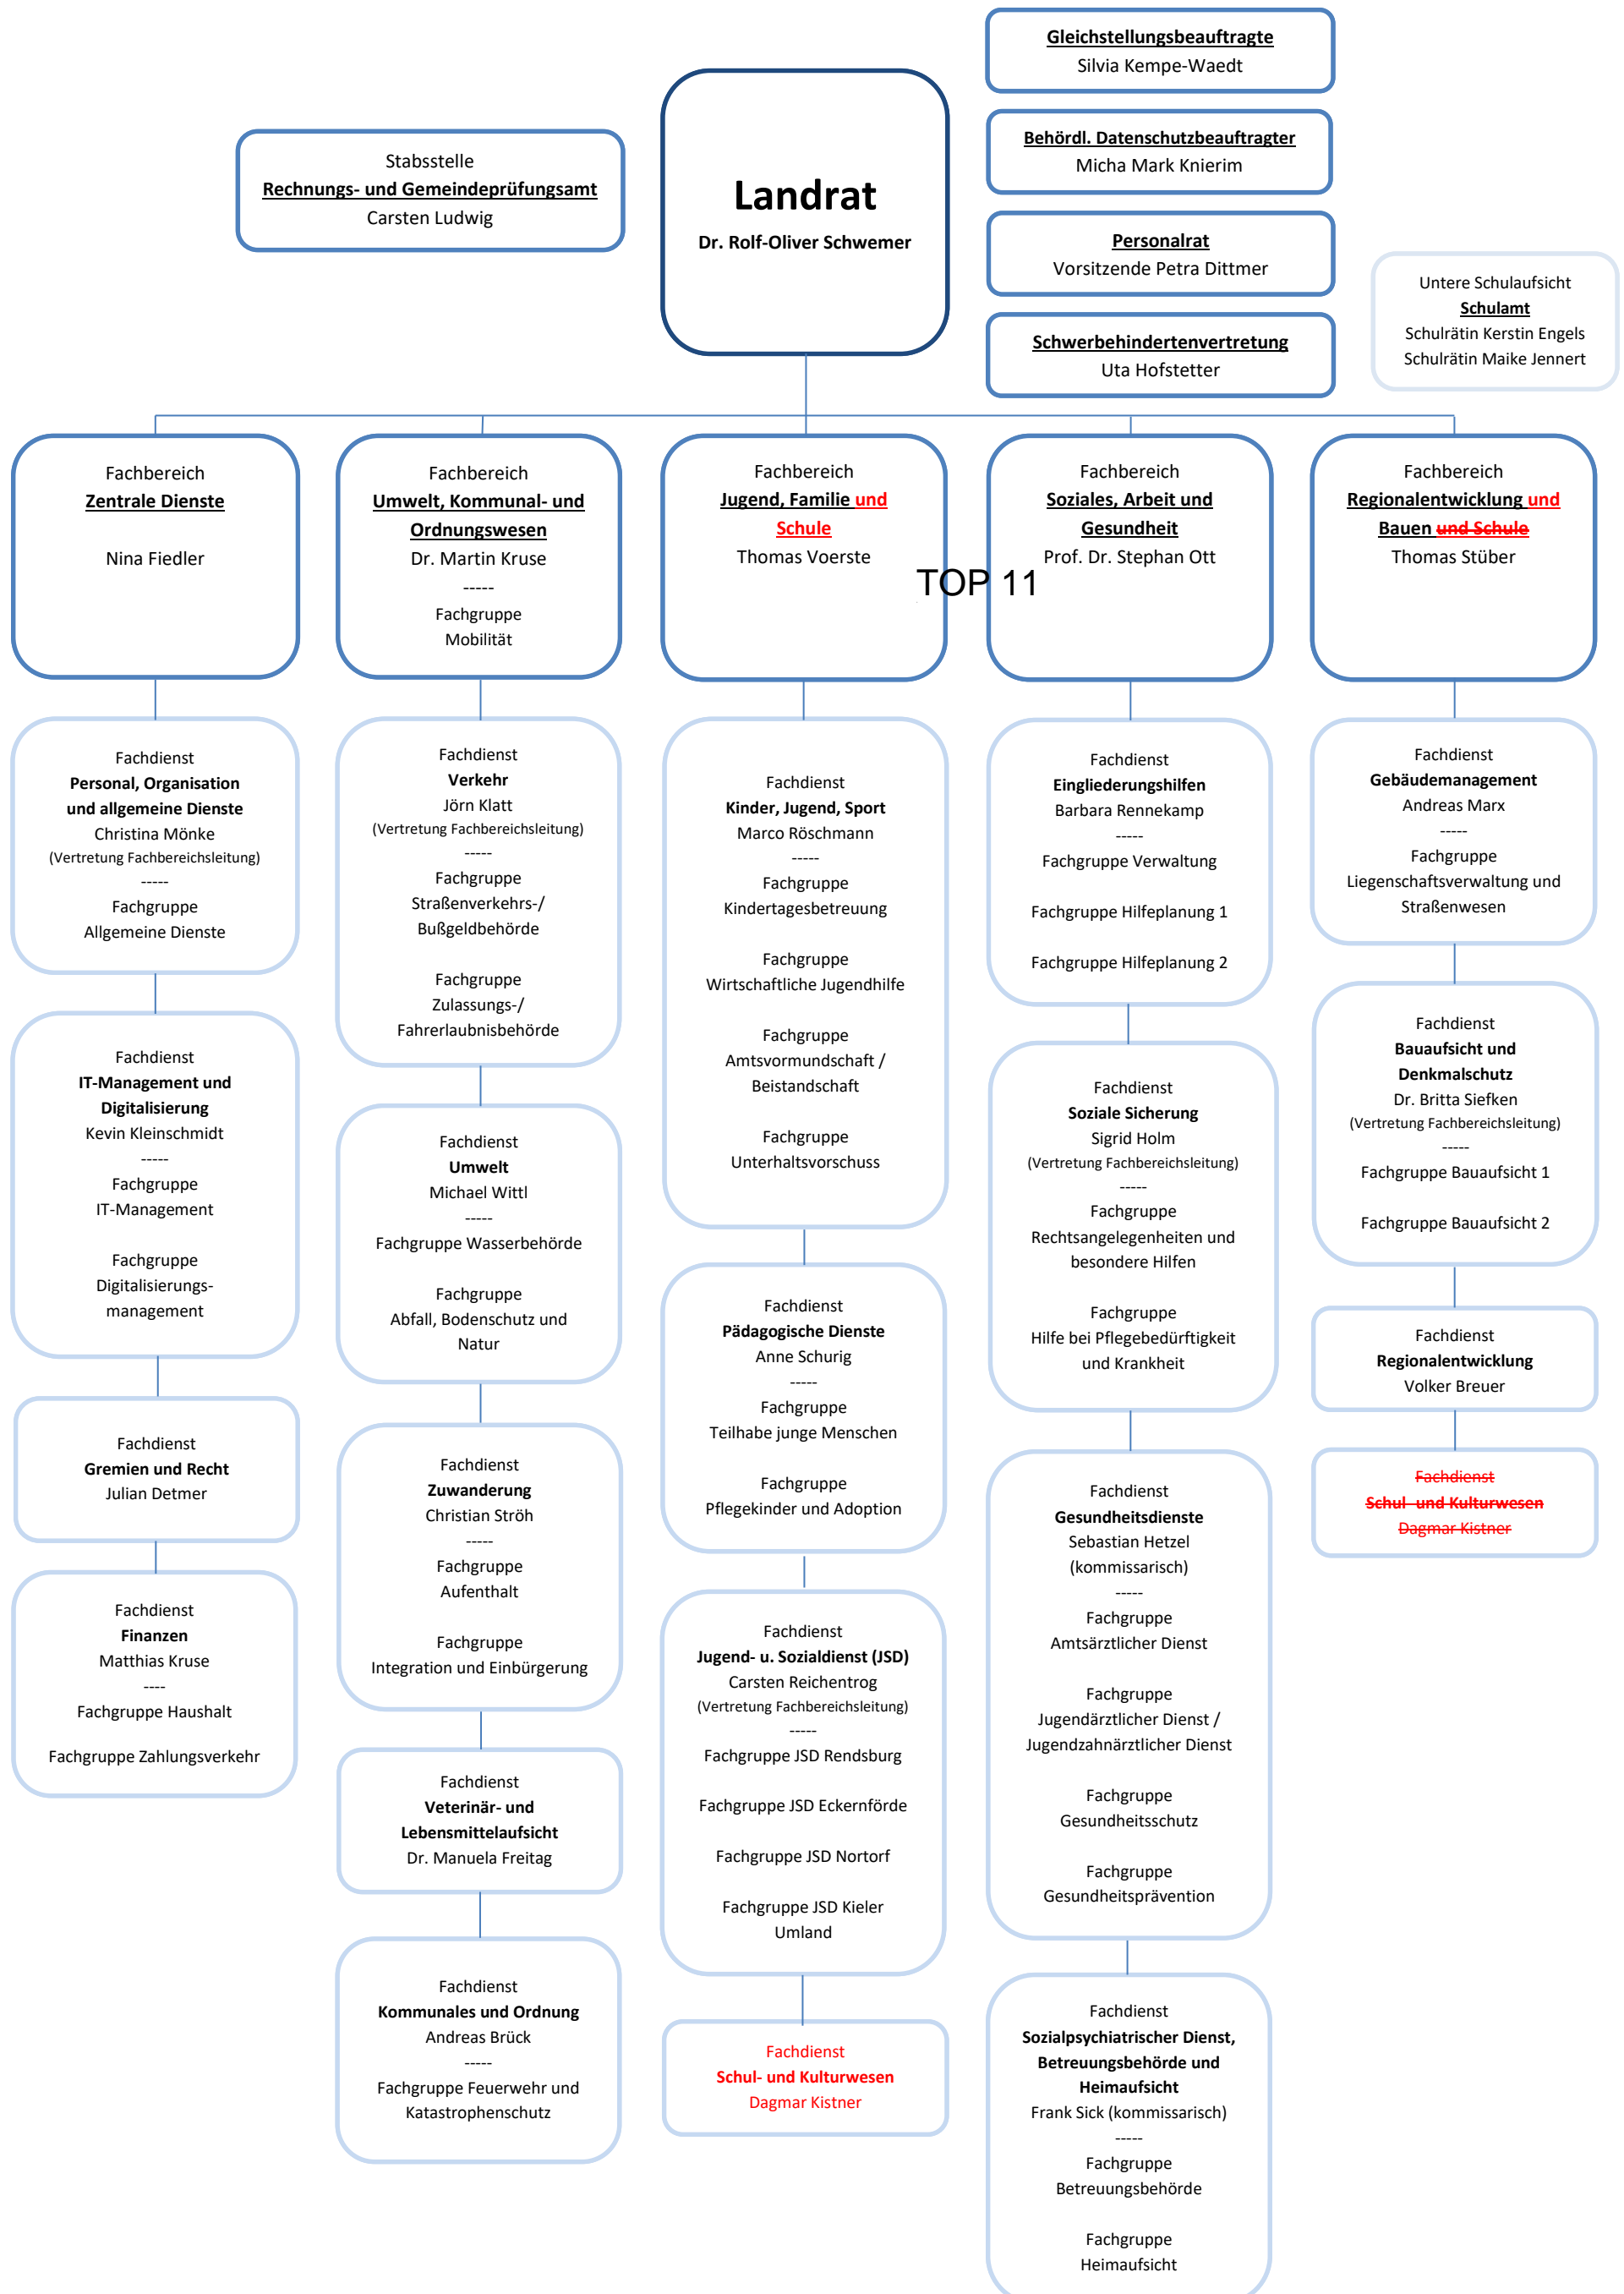 Gleichstellungsbeauftragte
Silvia Kempe-Waedt
Behördl. Datenschutzbeauftragter
Micha Mark Knierim
Personalrat
Vorsitzende Petra Dittmer
Schwerbehindertenvertretung
Uta Hofstetter
Stabsstelle
Rechnungs- und Gemeindeprüfungsamt
Carsten Ludwig
Landrat
Dr. Rolf-Oliver Schwemer
Untere Schulaufsicht
Schulamt
Schulrätin Kerstin Engels
Schulrätin Maike Jennert
Fachbereich
Zentrale Dienste
Nina Fiedler
Fachbereich
Umwelt, Kommunal- und
Ordnungswesen
Dr. Martin Kruse
-----
Fachgruppe
Mobilität
Fachbereich
Jugend, Familie und
Schule
Thomas Voerste
Fachbereich
Soziales, Arbeit und
Gesundheit
Prof. Dr. Stephan Ott
Fachbereich
Regionalentwicklung und
Bauen und Schule
Thomas Stüber
TOP 11
Fachdienst
Personal, Organisation
und allgemeine Dienste
Christina Mönke
(Vertretung Fachbereichsleitung)
-----
Fachgruppe
Allgemeine Dienste
Fachdienst
IT-Management und
Digitalisierung
Kevin Kleinschmidt
-----
Fachgruppe
IT-Management
Fachgruppe
Digitalisierungs-
management
Fachdienst
Gremien und Recht
Julian Detmer
Fachdienst
Finanzen
Matthias Kruse
----
Fachgruppe Haushalt
Fachgruppe Zahlungsverkehr
Fachdienst
Verkehr
Jörn Klatt
(Vertretung Fachbereichsleitung)
-----
Fachgruppe
Straßenverkehrs-/
Bußgeldbehörde
Fachgruppe
Zulassungs-/
Fahrerlaubnisbehörde
Fachdienst
Umwelt
Michael Wittl
-----
Fachgruppe Wasserbehörde
Fachgruppe
Abfall, Bodenschutz und
Natur
Fachdienst
Zuwanderung
Christian Ströh
-----
Fachgruppe
Aufenthalt
Fachgruppe
Integration und Einbürgerung
Fachdienst
Veterinär- und
Lebensmittelaufsicht
Dr. Manuela Freitag
Fachdienst
Kommunales und Ordnung
Andreas Brück
-----
Fachgruppe Feuerwehr und
Katastrophenschutz
Fachdienst
Kinder, Jugend, Sport
Marco Röschmann
-----
Fachgruppe
Kindertagesbetreuung
Fachgruppe
Wirtschaftliche Jugendhilfe
Fachgruppe
Amtsvormundschaft /
Beistandschaft
Fachgruppe
Unterhaltsvorschuss
Fachdienst
Pädagogische Dienste
Anne Schurig
-----
Fachgruppe
Teilhabe junge Menschen
Fachgruppe
Pflegekinder und Adoption
Fachdienst
Jugend- u. Sozialdienst (JSD)
Carsten Reichentrog
(Vertretung Fachbereichsleitung)
-----
Fachgruppe JSD Rendsburg
Fachgruppe JSD Eckernförde
Fachgruppe JSD Nortorf
Fachgruppe JSD Kieler
Umland
Fachdienst
Schul- und Kulturwesen
Dagmar Kistner
Fachdienst
Eingliederungshilfen
Barbara Rennekamp
-----
Fachgruppe Verwaltung
Fachgruppe Hilfeplanung 1
Fachgruppe Hilfeplanung 2
Fachdienst
Soziale Sicherung
Sigrid Holm
(Vertretung Fachbereichsleitung)
-----
Fachgruppe
Rechtsangelegenheiten und
besondere Hilfen
Fachgruppe
Hilfe bei Pflegebedürftigkeit
und Krankheit
Fachdienst
Gesundheitsdienste
Sebastian Hetzel
(kommissarisch)
-----
Fachgruppe
Amtsärztlicher Dienst
Fachgruppe
Jugendärztlicher Dienst /
Jugendzahnärztlicher Dienst
Fachgruppe
Gesundheitsschutz
Fachgruppe
Gesundheitsprävention
Fachdienst
Sozialpsychiatrischer Dienst,
Betreuungsbehörde und
Heimaufsicht
Frank Sick (kommissarisch)
-----
Fachgruppe
Betreuungsbehörde
Fachgruppe
Heimaufsicht
Fachdienst
Gebäudemanagement
Andreas Marx
-----
Fachgruppe
Liegenschaftsverwaltung und
Straßenwesen
Fachdienst
Bauaufsicht und
Denkmalschutz
Dr. Britta Siefken
(Vertretung Fachbereichsleitung)
-----
Fachgruppe Bauaufsicht 1
Fachgruppe Bauaufsicht 2
Fachdienst
Regionalentwicklung
Volker Breuer
Fachdienst
Schul- und Kulturwesen
Dagmar Kistner